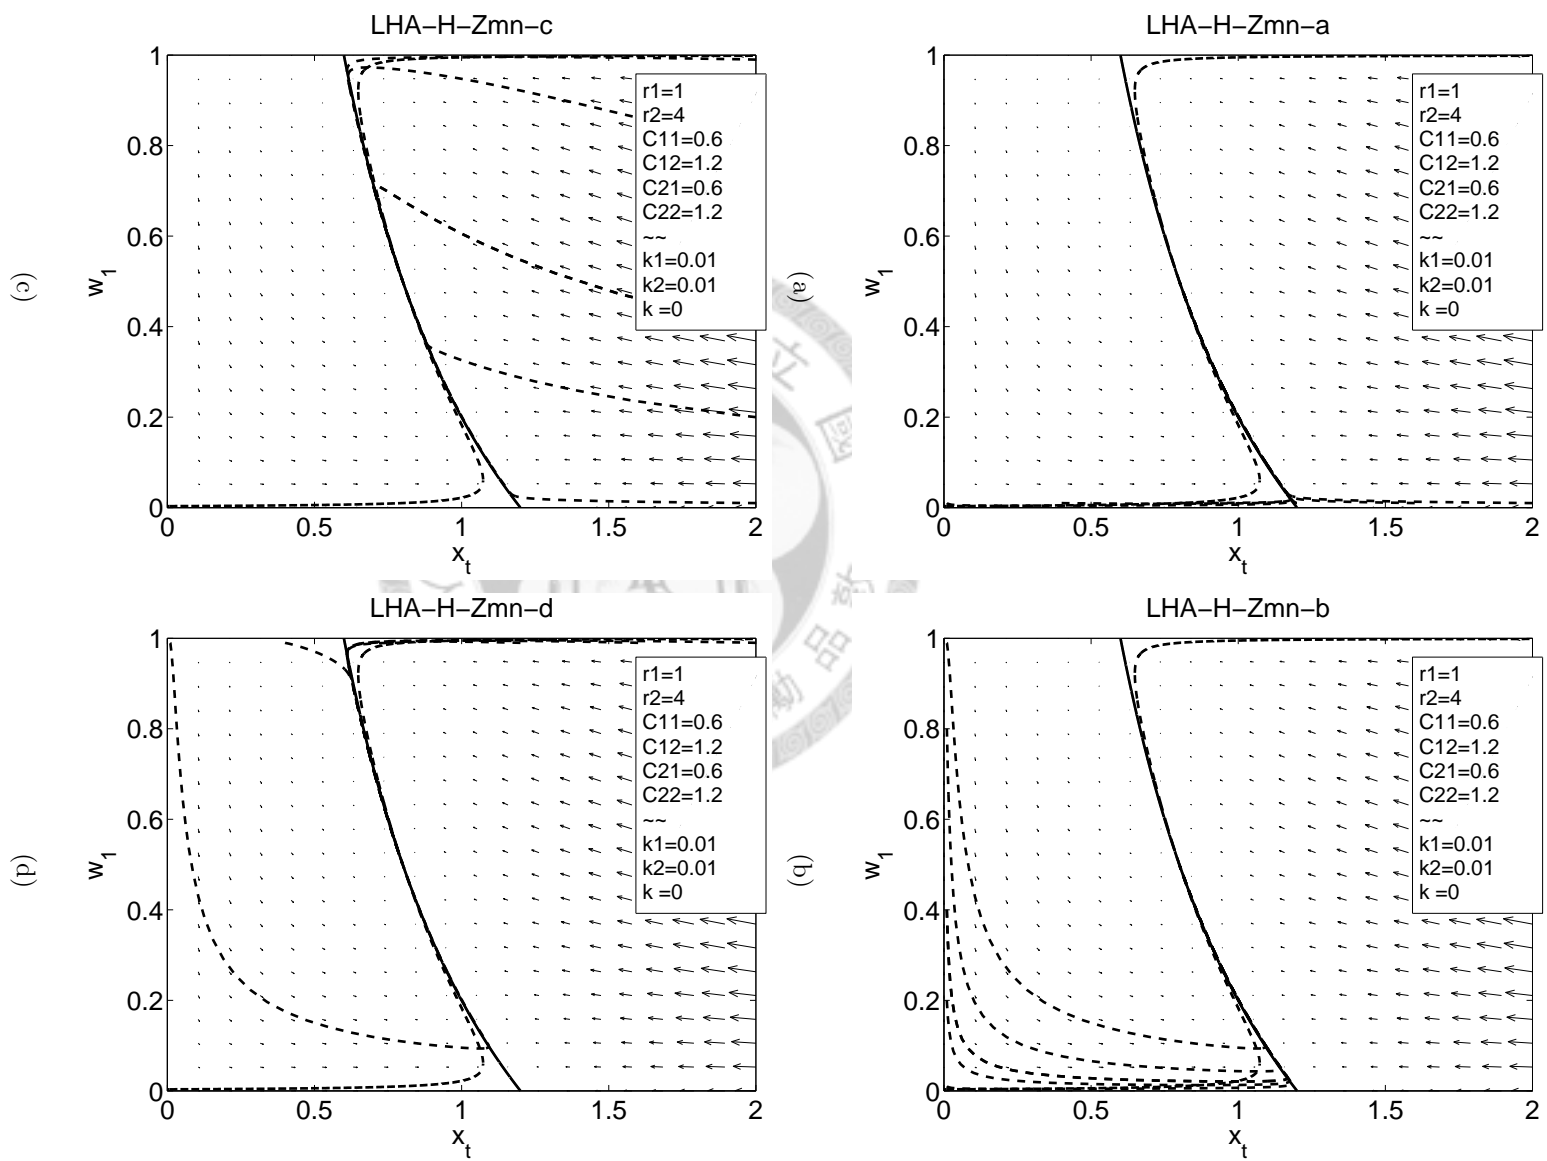 LHA−H−Zmn−c
1
0.8
0.6
0.4
0.2
0
w1
0
0.5
1
1.5
2
xt
r1=1
r2=4
C11=0.6
C12=1.2
C21=0.6
C22=1.2
~~
k1=0.01
k2=0.01
k =0
(c)
LHA−H−Zmn−a
1
0.8
0.6
0.4
0.2
0
w1
0
0.5
1
1.5
2
xt
r1=1
r2=4
C11=0.6
C12=1.2
C21=0.6
C22=1.2
~~
k1=0.01
k2=0.01
k =0
(a)
立
國
LHA−H−Zmn−d
1
0.8
0.6
0.4
0.2
0
w1
0
0.5
1
1.5
2
xt
r1=1
r2=4
C11=0.6
C12=1.2
C21=0.6
C22=1.2
~~
k1=0.01
k2=0.01
k =0
(d)
LHA−H−Zmn−b
1
0.8
0.6
0.4
0.2
0
w1
0
0.5
1
1.5
2
xt
r1=1
r2=4
C11=0.6
C12=1.2
C21=0.6
C22=1.2
~~
k1=0.01
k2=0.01
k =0
(b)
品
勵